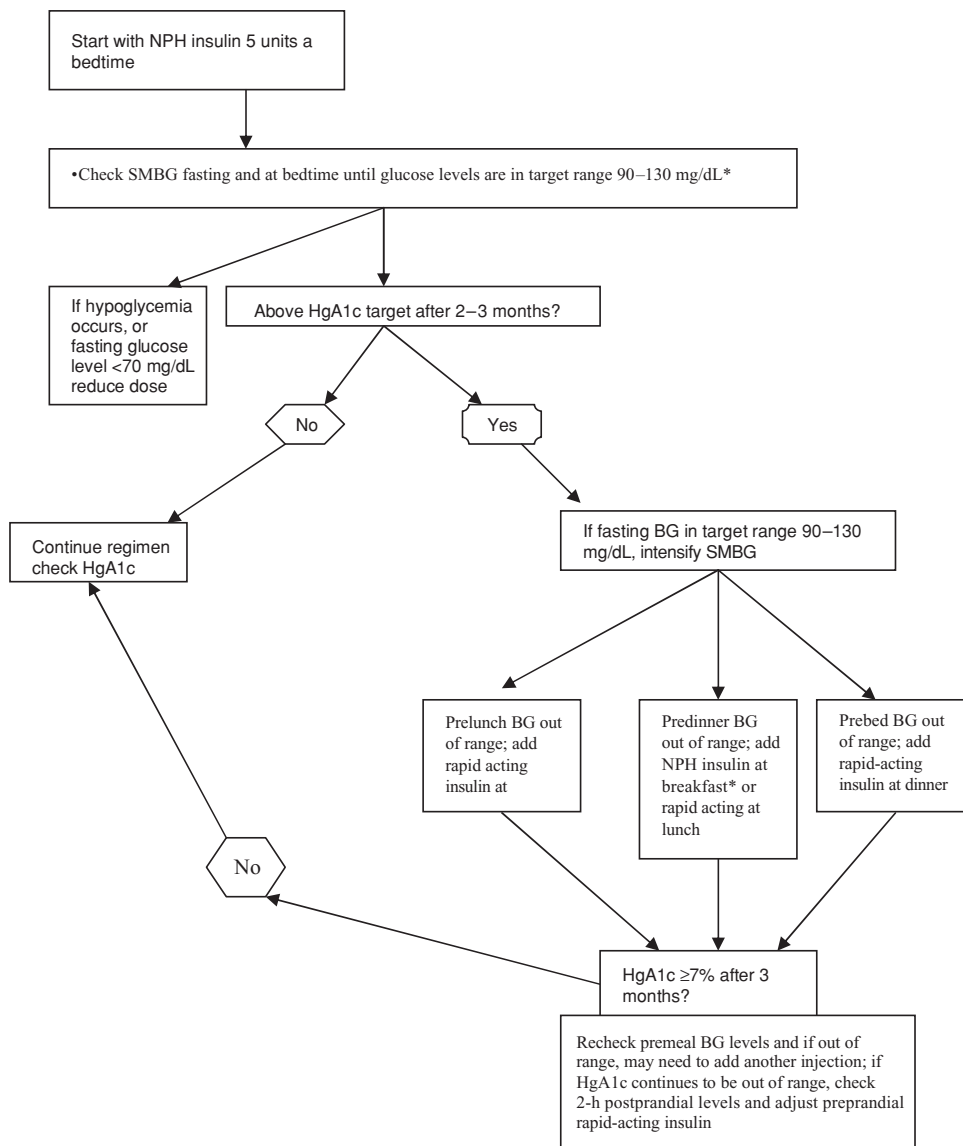 Start with NPH insulin 5 units a
bedtime
•Check SMBG fasting and at bedtime until glucose levels are in target range 90–130 mg/dL*
If hypoglycemia
occurs, or
fasting glucose
level <70 mg/dL
reduce dose
Above HgA1c target after 2–3 months?
No
Yes
Continue regimen
check HgA1c
If fasting BG in target range 90–130
mg/dL, intensify SMBG
Prelunch BG out
of range; add
rapid acting
insulin at
Predinner BG
out of range; add
NPH insulin at
breakfast* or
rapid acting at
lunch
Prebed BG out
of range; add
rapid-acting
insulin at dinner
No
HgA1c ≥7% after 3
months?
Recheck premeal BG levels and if out of
range, may need to add another injection; if
HgA1c continues to be out of range, check
2-h postprandial levels and adjust preprandial
rapid-acting insulin